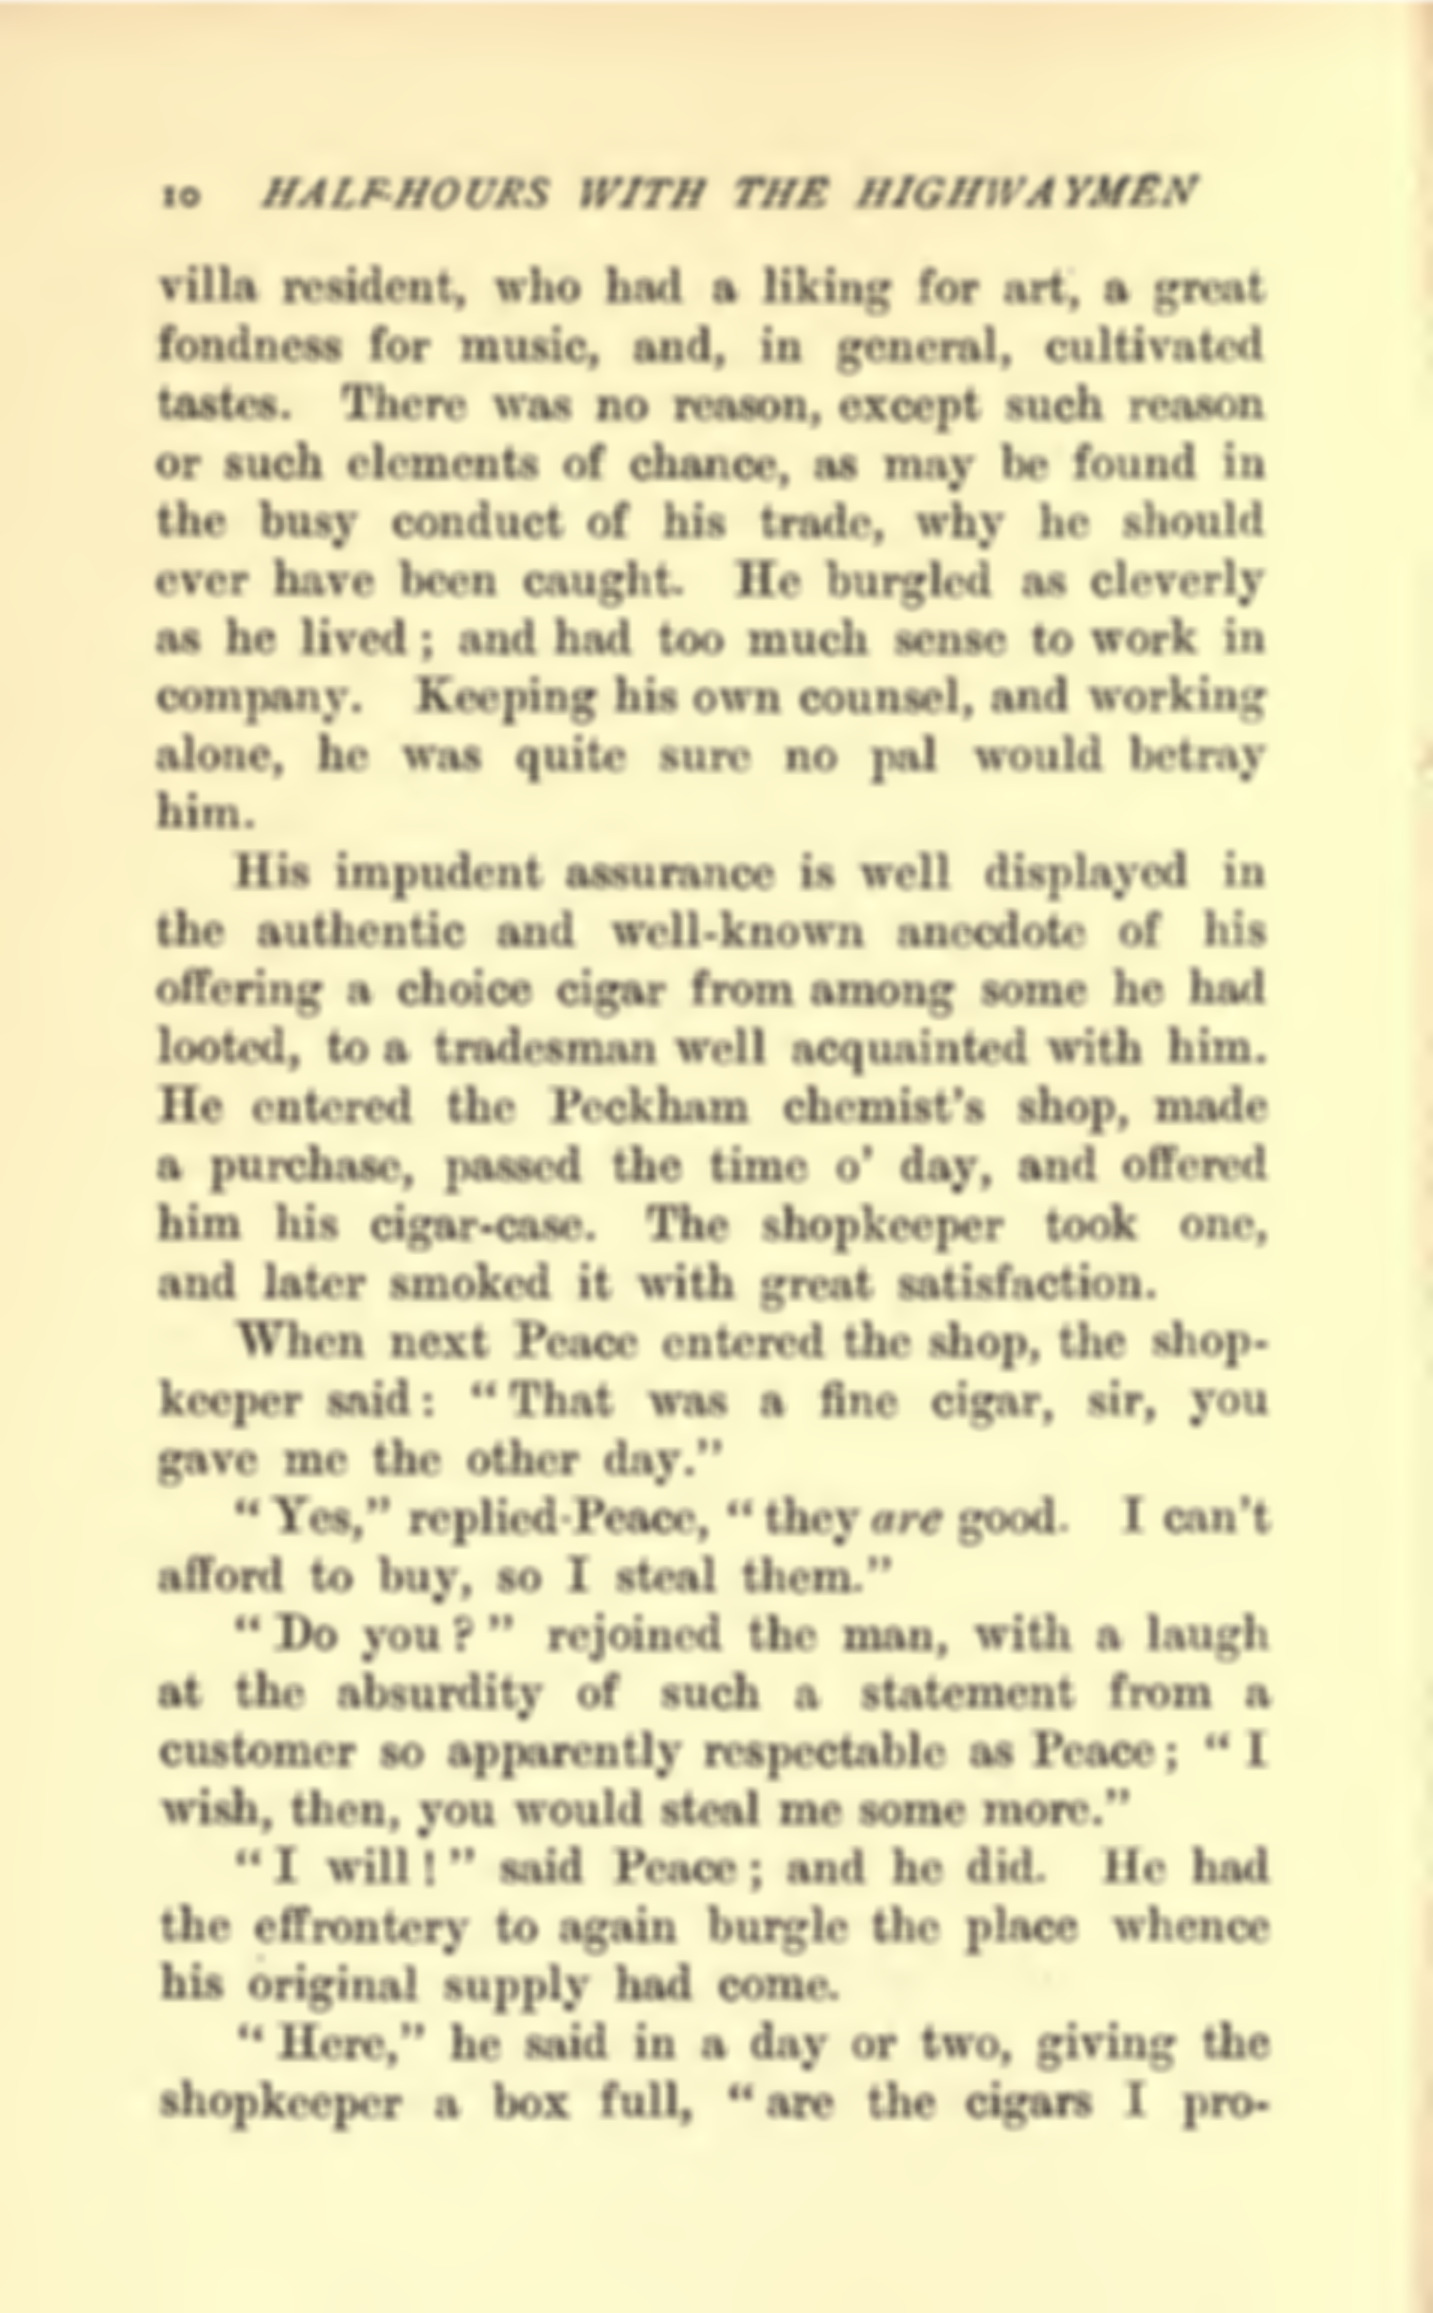 10 HALF-HOURS WITH THE HIGHWAYMEN
villa resident, who had a liking for art, a great
fondness for music, and, in general, cultivated
tastes. There was no reason, except such reason
or such elements of chance, as may be found in
the busy conduct of his trade, why he should
ever have been caught. He burgled as cleverly
as he lived; and had too much sense to work in
company. Keeping his own counsel, and working
alone, he was quite sure no pal would betray
him.
His impudent assurance is well displayed in
the authentic and well-known anecdote of his
offering a choice cigar from among some he had
looted, to a tradesman well acquainted with him.
He entered the Peckham chemist's shop, made
a purchase, passed the time o' day, and offered
him his cigar-case. The shopkeeper took one,
and later smoked it with great satisfaction.
When next Peace entered the shop, the shop-
keeper said: "That was a fine cigar, sir, you
gave me the other day."
"Yes," replied Peace, "they are good. I can't
afford to buy, so I steal them."
"Do you?" rejoined the man, with a laugh
at the absurdity of such a statement from a
customer so apparently respectable as Peace; "I
wish, then, you would steal me some more."
"I will!" said Peace; and he did. He had
the effrontery to again burgle the place whence
his original supply had come.
"Here," he said in a day or two, giving the
shopkeeper a box full, "are the cigars I pro-